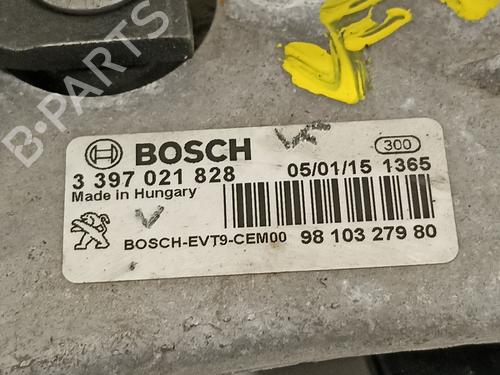 B-PARTS
BOSCH
300
3 397 021 828
05/01/15 1365
Made in Hungary
BOSCH-EVT9-CEM00
98 103 279 80